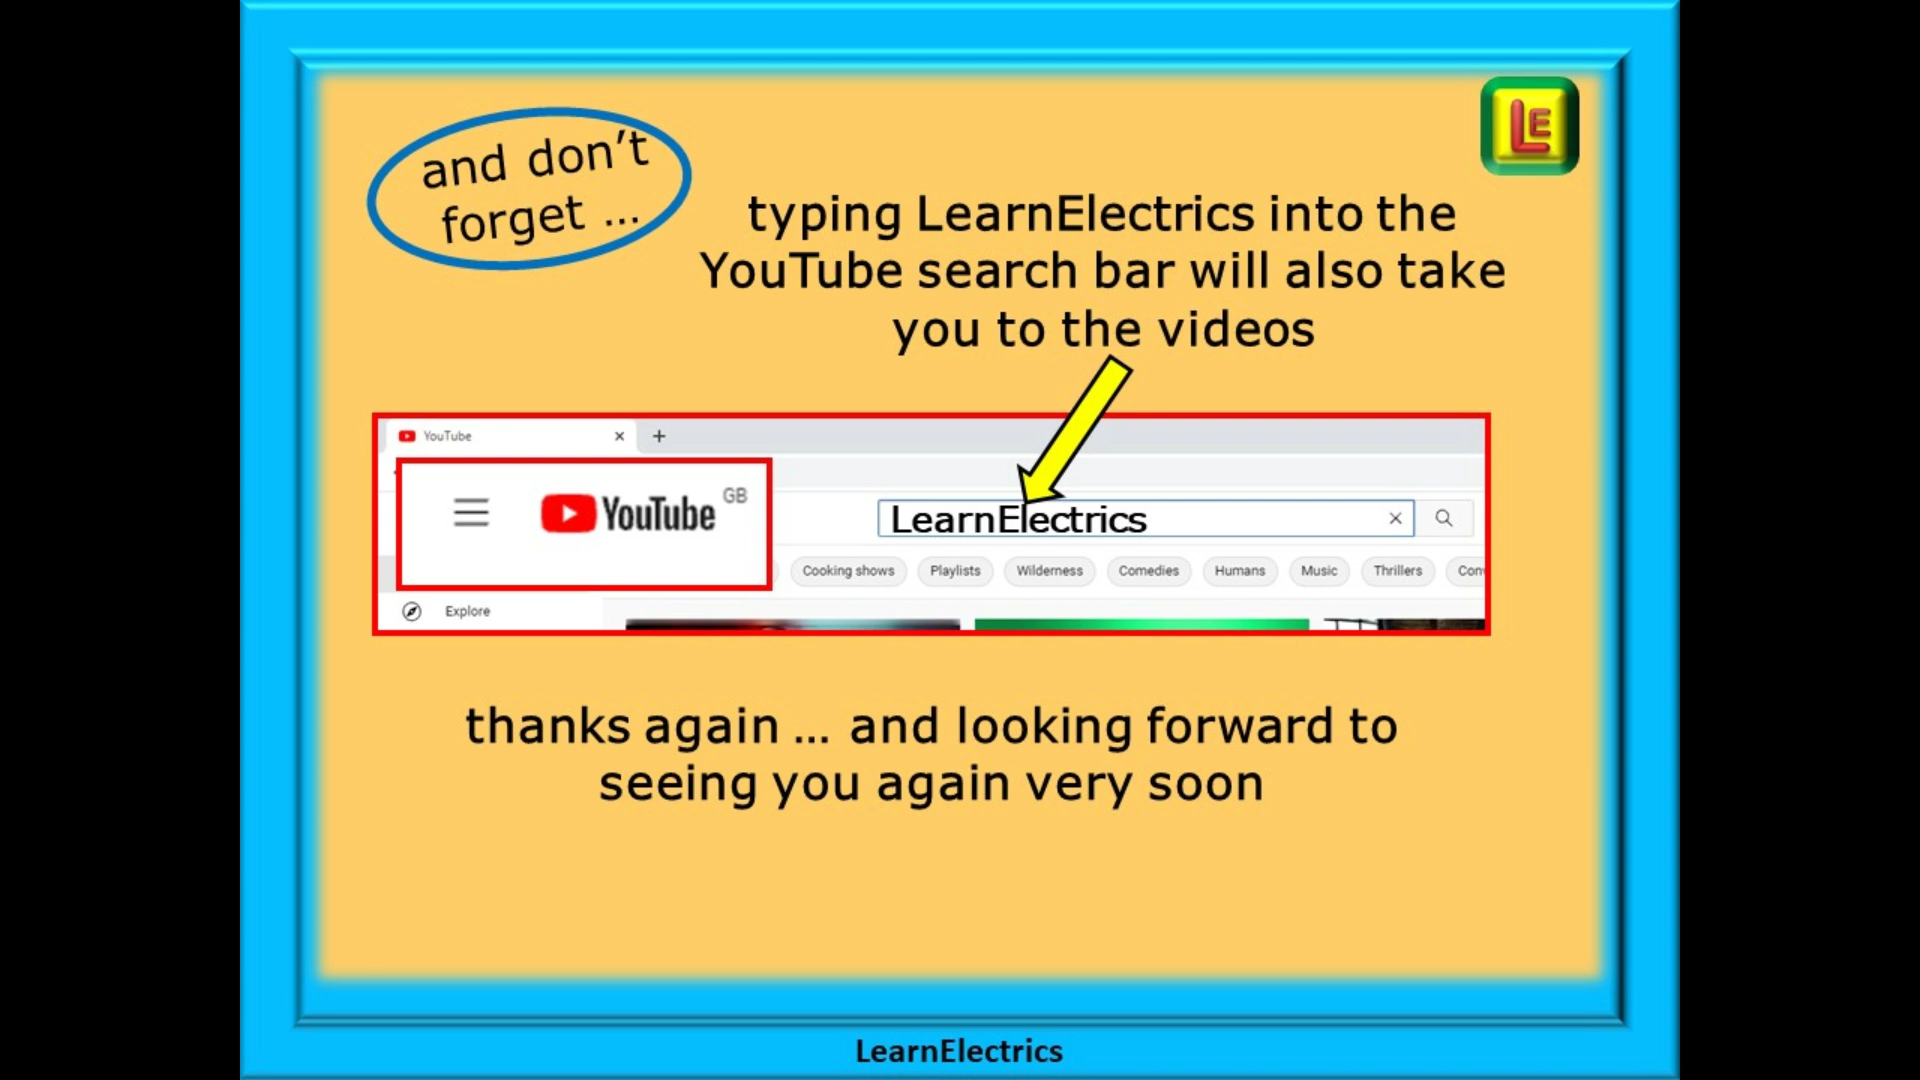 and don't
forget ...
LE
typing LearnElectrics into the
YouTube search bar will also take
you to the videos
YouTube
YouTube GB
LearnElectrics
Cooking shows
Playlists
Wilderness
Comedies
Humans
Music
Thrillers
Explore
thanks again ... and looking forward to
seeing you again very soon
LearnElectrics